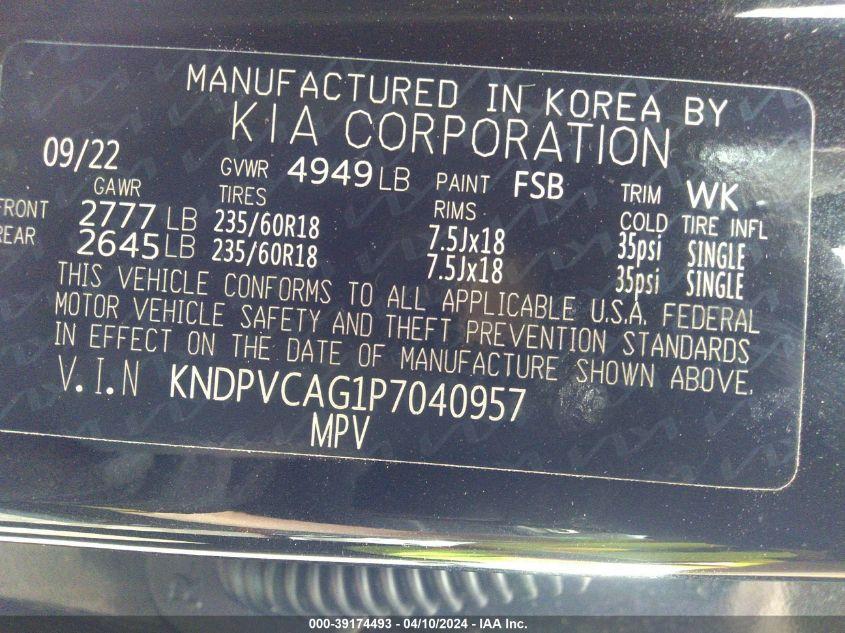 MANUFACTURED IN KOREA BY
KIA CORPORATION
09/22 GVWR 4949 LB PAINT FSB TRIM WK
GAWR TIRES RIMS COLD TIRE INFL
FRONT 2777 LB 235/60R18 7.5Jx18 35psi SINGLE
REAR 2645 LB 235/60R18 7.5Jx18 35psi SINGLE
THIS VEHICLE CONFORMS TO ALL APPLICABLE U.S.A. FEDERAL
MOTOR VEHICLE SAFETY AND THEFT PREVENTION STANDARDS
IN EFFECT ON THE DATE OF MANUFACTURE SHOWN ABOVE.
V.I.N KNDPVCAG1P7040957
MPV
000-39174493 - 04/10/2024 - IAA Inc.